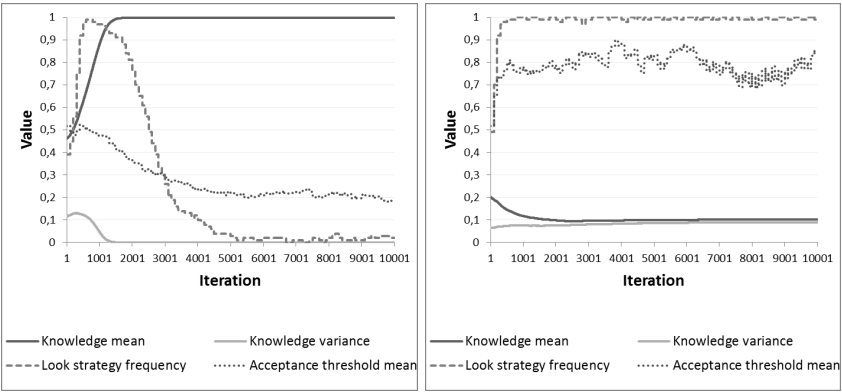 1
0,9
0,8
0,7
0,6
0,5
0,4
0,3
0,2
0,1
0
Value
1 1001 2001 3001 4001 5001 6001 7001 8001 9001 10001
Iteration
Knowledge mean
Knowledge variance
Look strategy frequency
Acceptance threshold mean
1
0,9
0,8
0,7
0,6
0,5
0,4
0,3
0,2
0,1
0
Value
1 1001 2001 3001 4001 5001 6001 7001 8001 9001 10001
Iteration
Knowledge mean
Knowledge variance
Look strategy frequency
Acceptance threshold mean